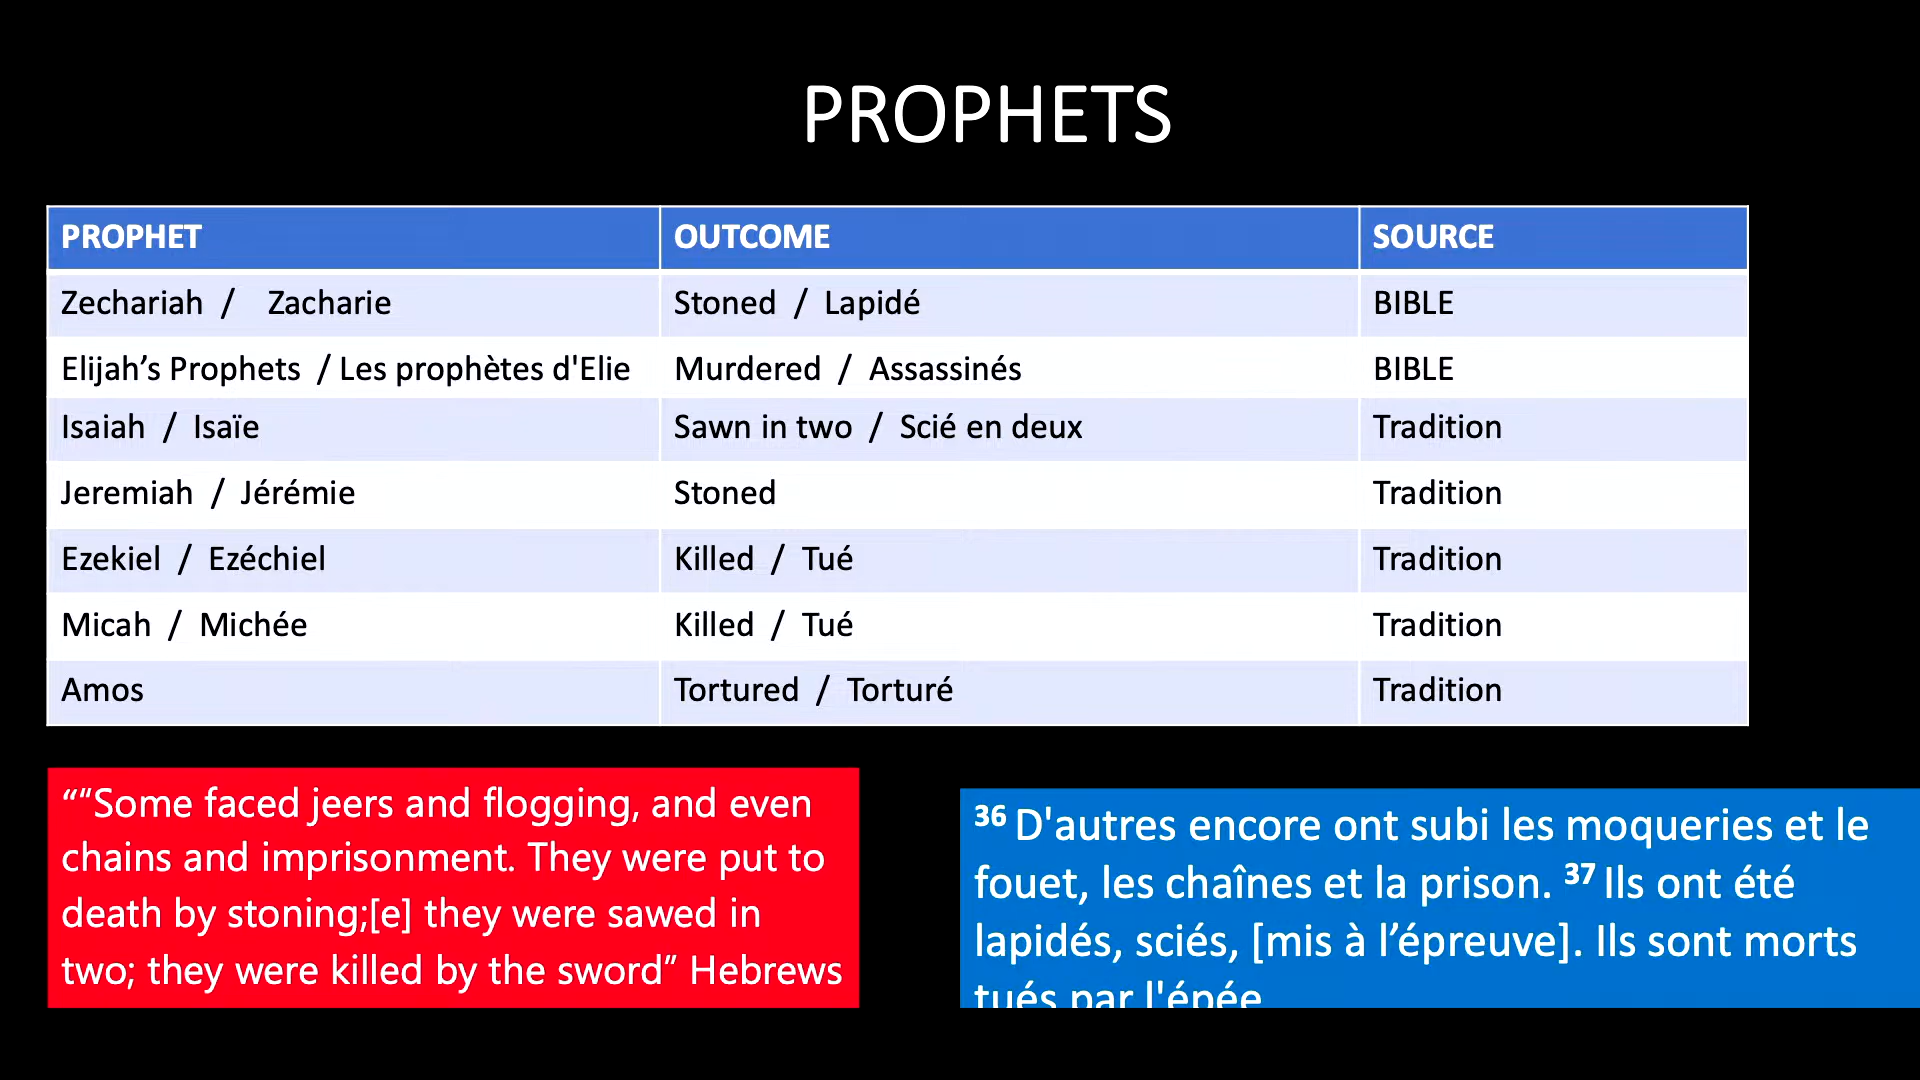 PROPHETS
PROPHET OUTCOME SOURCE
Zechariah / Zacharie Stoned / Lapidé BIBLE
Elijah’s Prophets / Les prophètes d'Elie Murdered / Assassinés BIBLE
Isaiah / Isaïe Sawn in two / Scié en deux Tradition
Jeremiah / Jérémie Stoned Tradition
Ezekiel / Ezéchiel Killed / Tué Tradition
Micah / Michée Killed / Tué Tradition
Amos Tortured / Torturé Tradition
“"Some faced jeers and flogging, and even
chains and imprisonment. They were put to
death by stoning;[e] they were sawed in
two; they were killed by the sword” Hebrews
36 D'autres encore ont subi les moqueries et le
fouet, les chaînes et la prison. 37 Ils ont été
lapidés, sciés, [mis à l’épreuve]. Ils sont morts
tués par l'épée